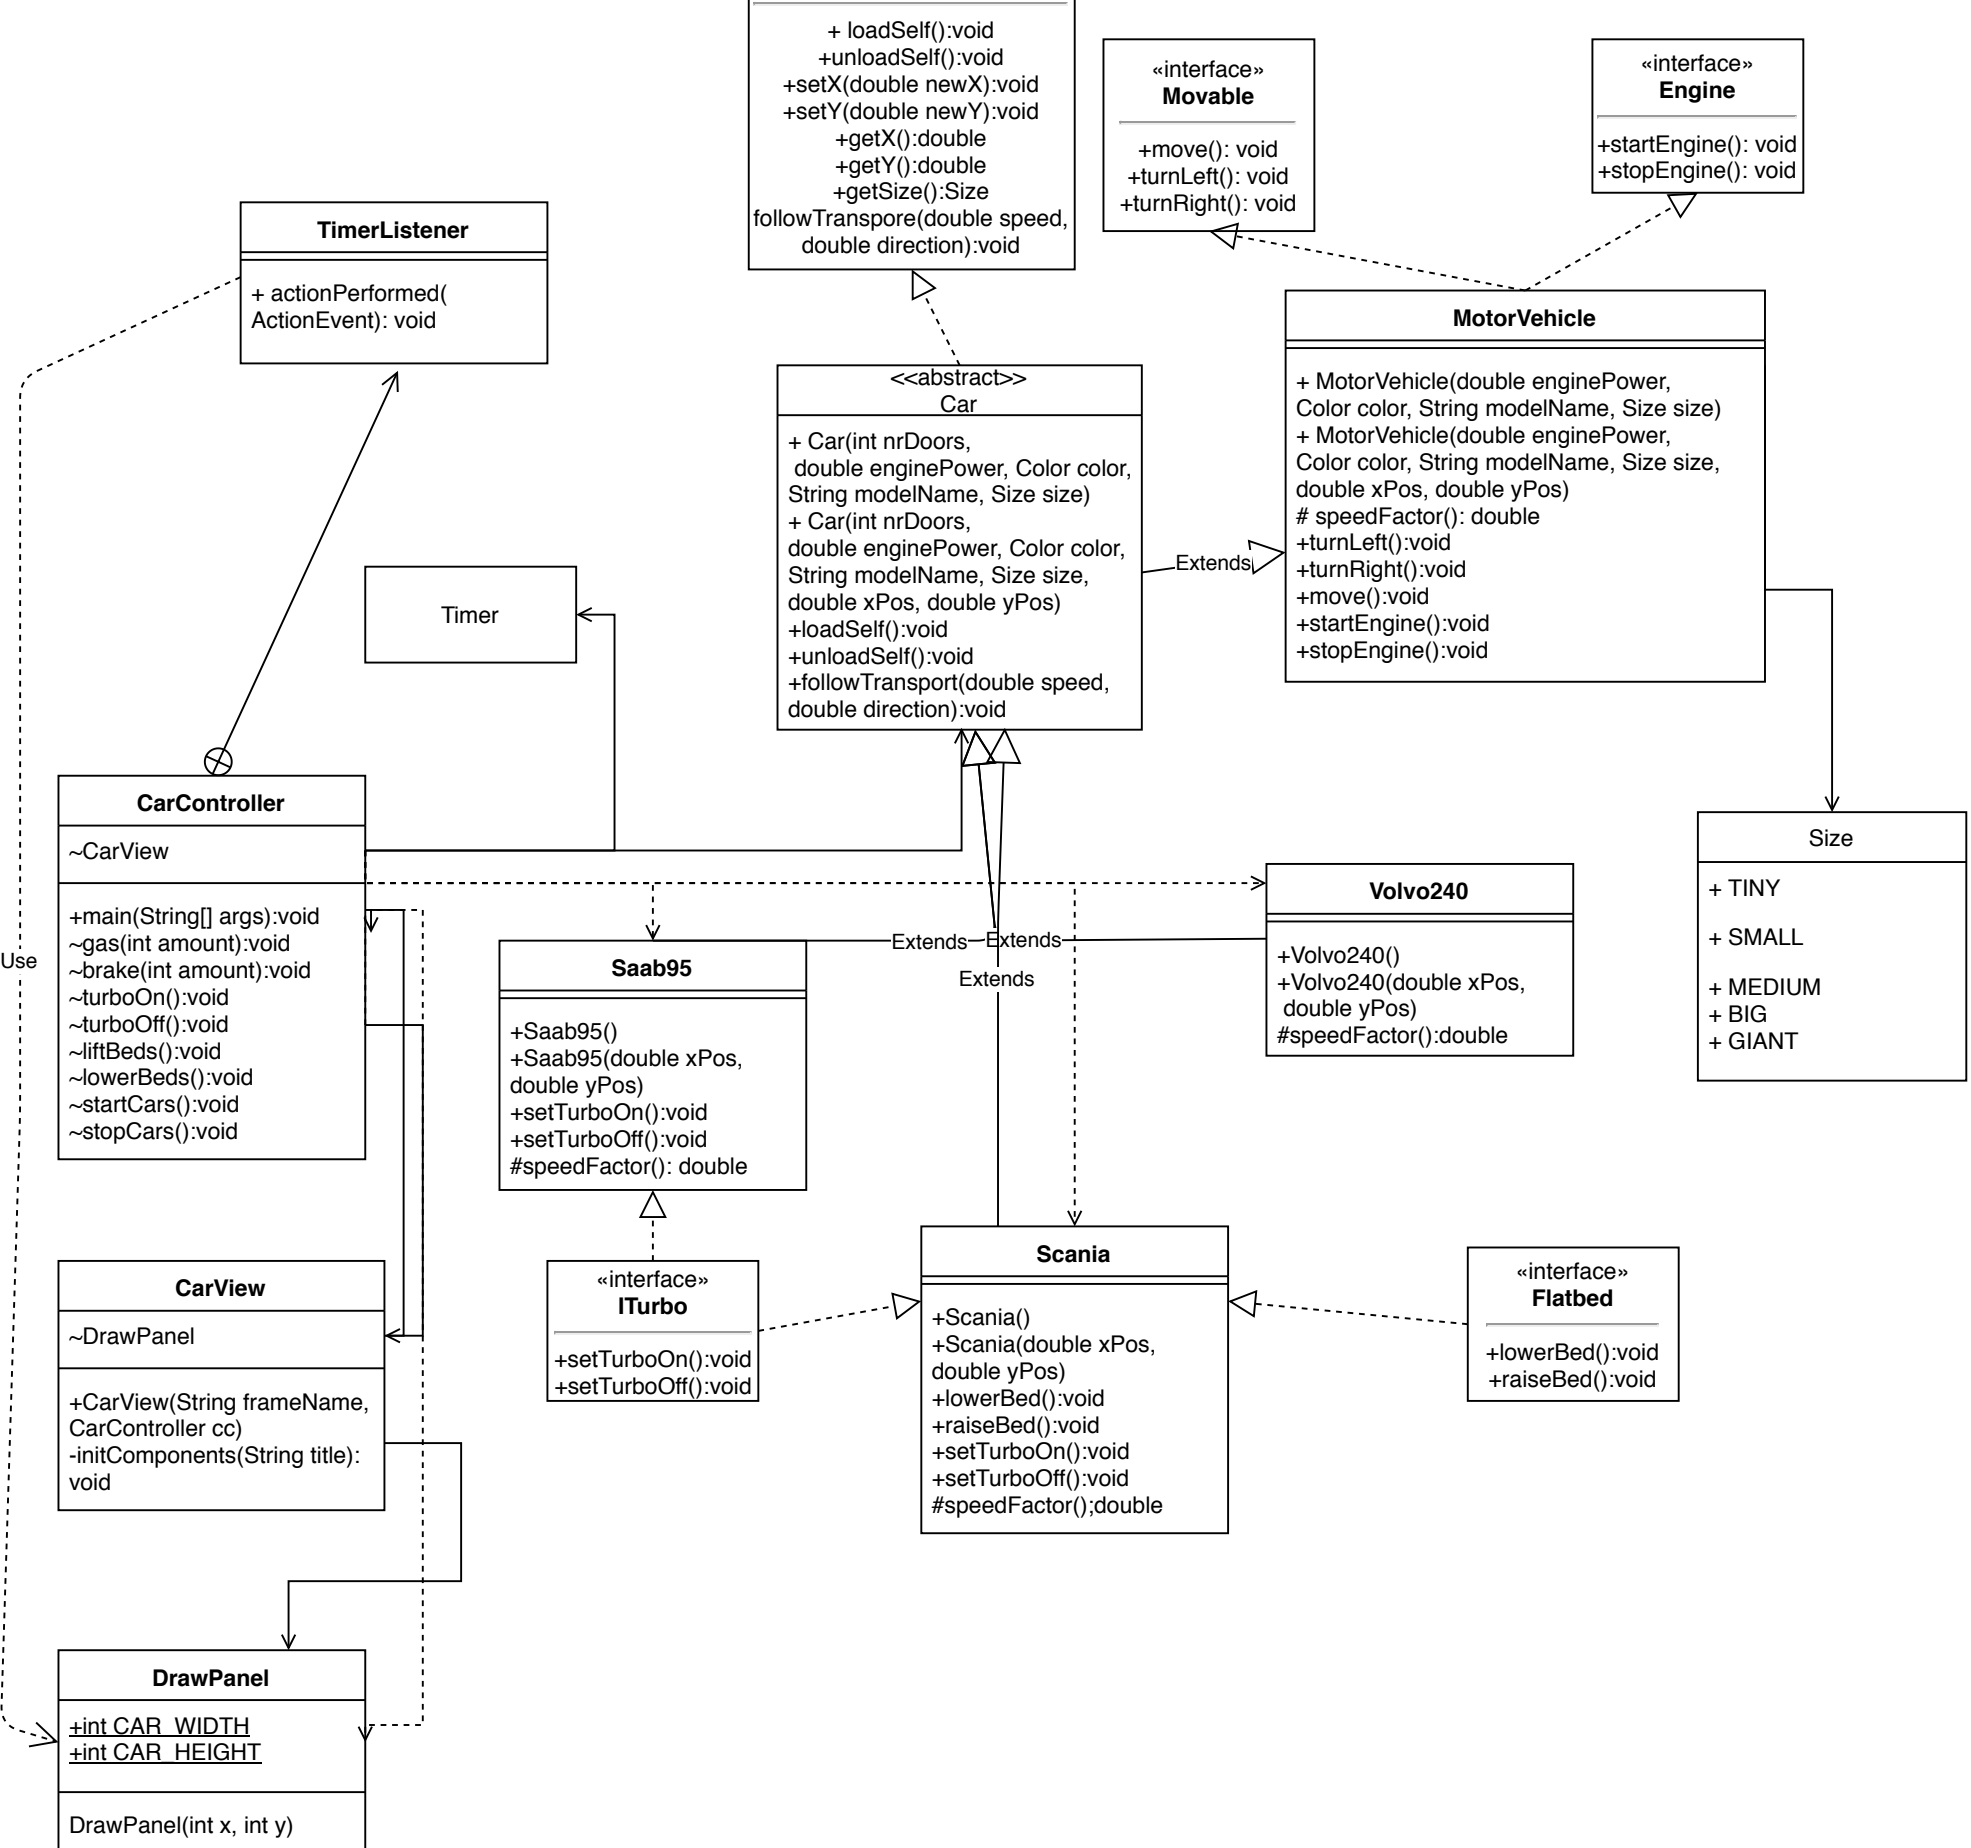 + loadSelf():void
+unloadSelf():void
+setX(double newX):void
+setY(double newY):void
+getX():double
+getY():double
+getSize():Size
followTranspore(double speed,
double direction):void
«interface»
Movable
+move(): void
+turnLeft(): void
+turnRight(): void
«interface»
Engine
+startEngine(): void
+stopEngine(): void
TimerListener
+ actionPerformed(
ActionEvent): void
<<abstract>>
Car
+ Car(int nrDoors,
double enginePower, Color color,
String modelName, Size size)
+ Car(int nrDoors,
double enginePower, Color color,
String modelName, Size size,
double xPos, double yPos)
+loadSelf():void
+unloadSelf():void
+followTransport(double speed,
double direction):void
Extends
MotorVehicle
+ MotorVehicle(double enginePower,
Color color, String modelName, Size size)
+ MotorVehicle(double enginePower,
Color color, String modelName, Size size,
double xPos, double yPos)
# speedFactor(): double
+turnLeft():void
+turnRight():void
+move():void
+startEngine():void
+stopEngine():void
Timer
CarController
~CarView
+main(String[] args):void
~gas(int amount):void
~brake(int amount):void
~turboOn():void
~turboOff():void
~liftBeds():void
~lowerBeds():void
~startCars():void
~stopCars():void
Use
Extends
Extends
Extends
Saab95
+Saab95()
+Saab95(double xPos,
double yPos)
+setTurboOn():void
+setTurboOff():void
#speedFactor(): double
Volvo240
+Volvo240()
+Volvo240(double xPos,
double yPos)
#speedFactor():double
Size
+ TINY
+ SMALL
+ MEDIUM
+ BIG
+ GIANT
CarView
~DrawPanel
+CarView(String frameName,
CarController cc)
-initComponents(String title):
void
«interface»
ITurbo
+setTurboOn():void
+setTurboOff():void
Scania
+Scania()
+Scania(double xPos,
double yPos)
+lowerBed():void
+raiseBed():void
+setTurboOn():void
+setTurboOff():void
#speedFactor();double
«interface»
Flatbed
+lowerBed():void
+raiseBed():void
DrawPanel
+int CAR_WIDTH
+int CAR_HEIGHT
DrawPanel(int x, int y)